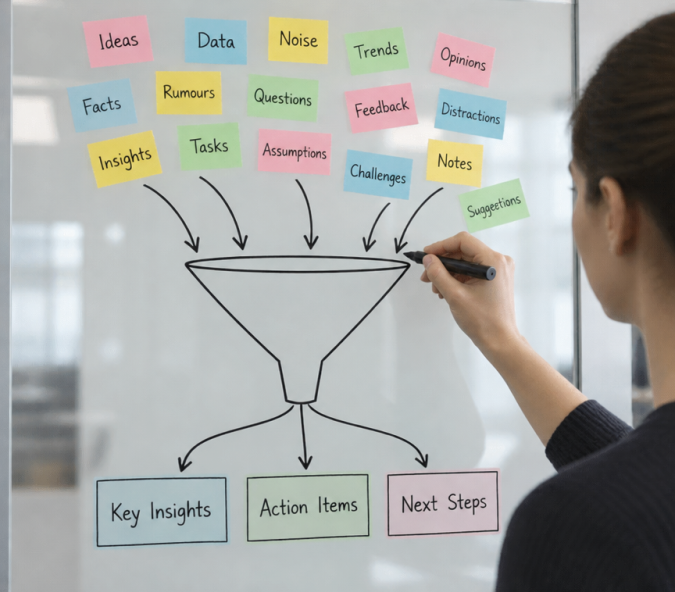 Ideas
Data
Noise
Trends
Opinions
Facts
Rumours
Questions
Feedback
Distractions
Insights
Tasks
Assumptions
Challenges
Notes
Suggestions
Key Insights
Action Items
Next Steps